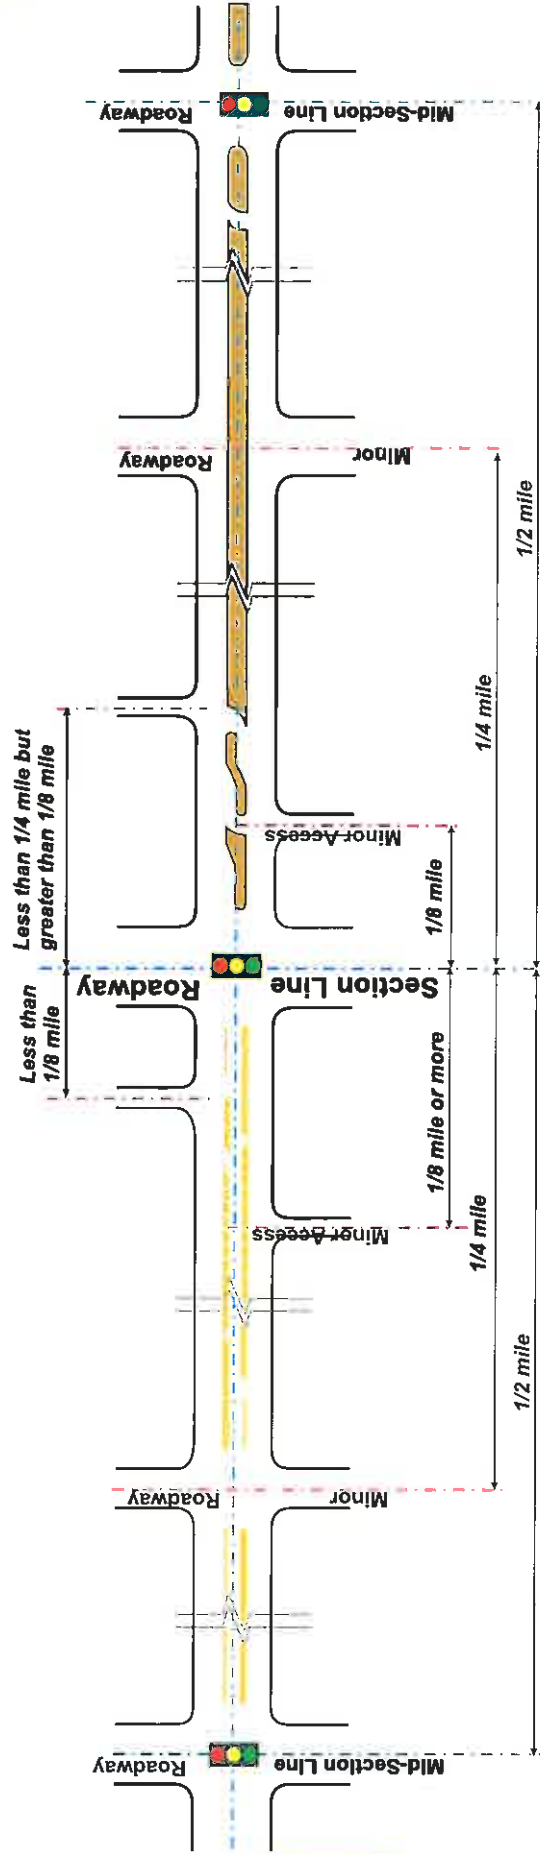 Mid-Section Line
Roadway
Minor
Roadway
1/2 mile
1/4 mile
Less than 1/4 mile but
greater than 1/8 mile
Minor Access
1/8 mile
Section Line
Roadway
Less than
1/8 mile
1/8 mile or more
Minor Access
1/4 mile
1/2 mile
Minor
Roadway
Mid-Section Line
Roadway